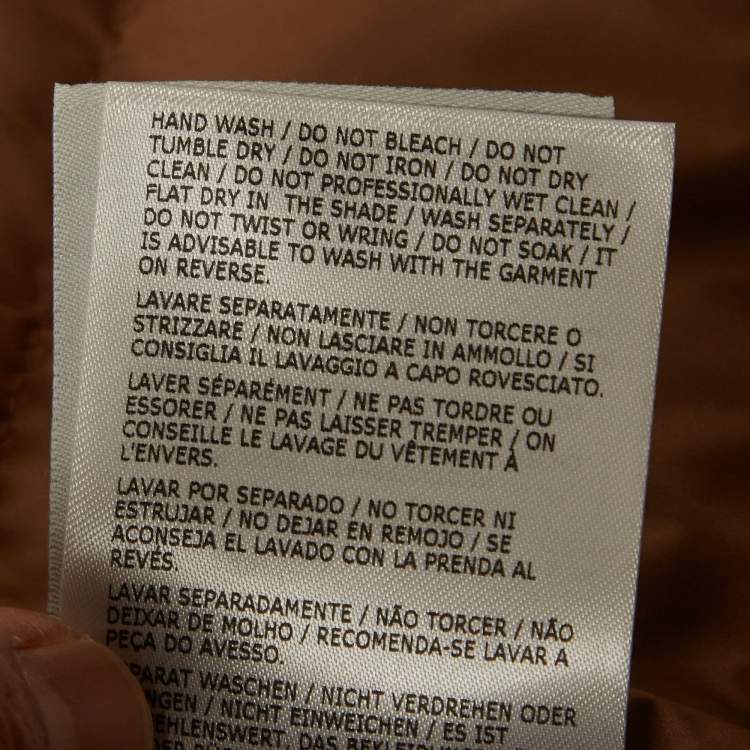 HAND WASH / DO NOT BLEACH / DO NOT
TUMBLE DRY / DO NOT IRON / DO NOT DRY
CLEAN / DO NOT PROFESSIONALLY WET CLEAN /
FLAT DRY IN THE SHADE / WASH SEPARATELY /
DO NOT TWIST OR WRING / DO NOT SOAK / IT
IS ADVISABLE TO WASH WITH THE GARMENT
ON REVERSE.
LAVARE SEPARATAMENTE / NON TORCERE O
STRIZZARE / NON LASCIARE IN AMMOLLO / SI
CONSIGLIA IL LAVAGGIO A CAPO ROVESCIATO.
LAVER SÉPARÉMENT / NE PAS TORDRE OU
ESSORER / NE PAS LAISSER TREMPER / ON
CONSEILLE LE LAVAGE DU VÊTEMENT À
L'ENVERS.
LAVAR POR SEPARADO / NO TORCER NI
ESTRUJAR / NO DEJAR EN REMOJO / SE
ACONSEJA EL LAVADO CON LA PRENDA AL
REVÉS.
LAVAR SEPARADAMENTE / NÃO TORCER / NÃO
DEIXAR DE MOLHO / RECOMENDA-SE LAVAR A
PEÇA DO AVESSO.
WASCHEN / NICHT VERDREHEN ODER
/ NICHT EINWEICHEN / ES IST
DAS